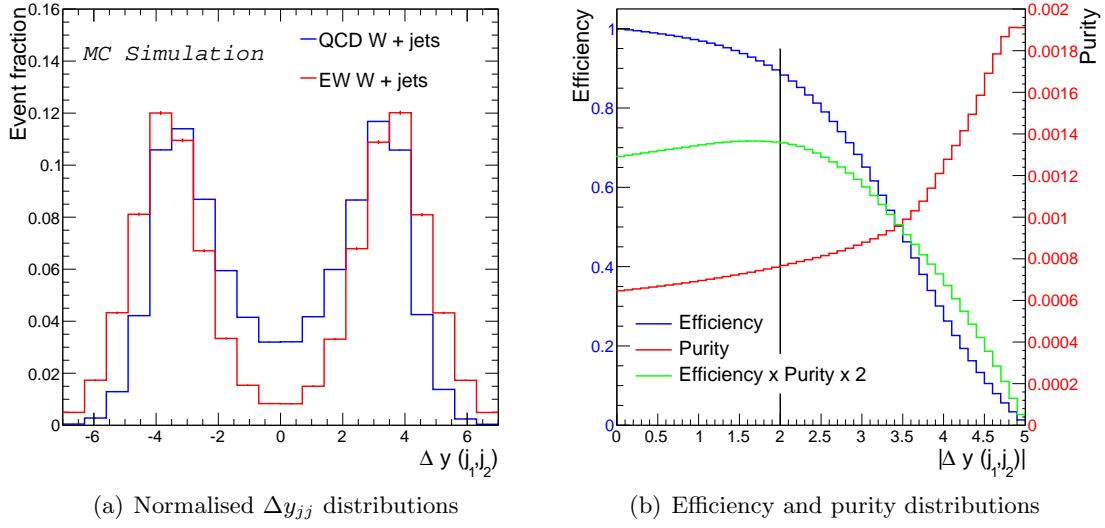 Event fraction
0.16
0.14
0.12
0.1
0.08
0.06
0.04
0.02
0
MC Simulation
QCD W + jets
EW W + jets
-6 -4 -2 0 2 4 6
Δ y (j₁,j₂)
(a) Normalised Δy_{jj} distributions
Efficiency
1
0.8
0.6
0.4
0.2
0
Purity
0.002
0.0018
0.0016
0.0014
0.0012
0.001
0.0008
0.0006
0.0004
0.0002
0
Efficiency
Purity
Efficiency x Purity x 2
0 0.5 1 1.5 2 2.5 3 3.5 4 4.5 5
|Δ y (j₁,j₂)|
(b) Efficiency and purity distributions